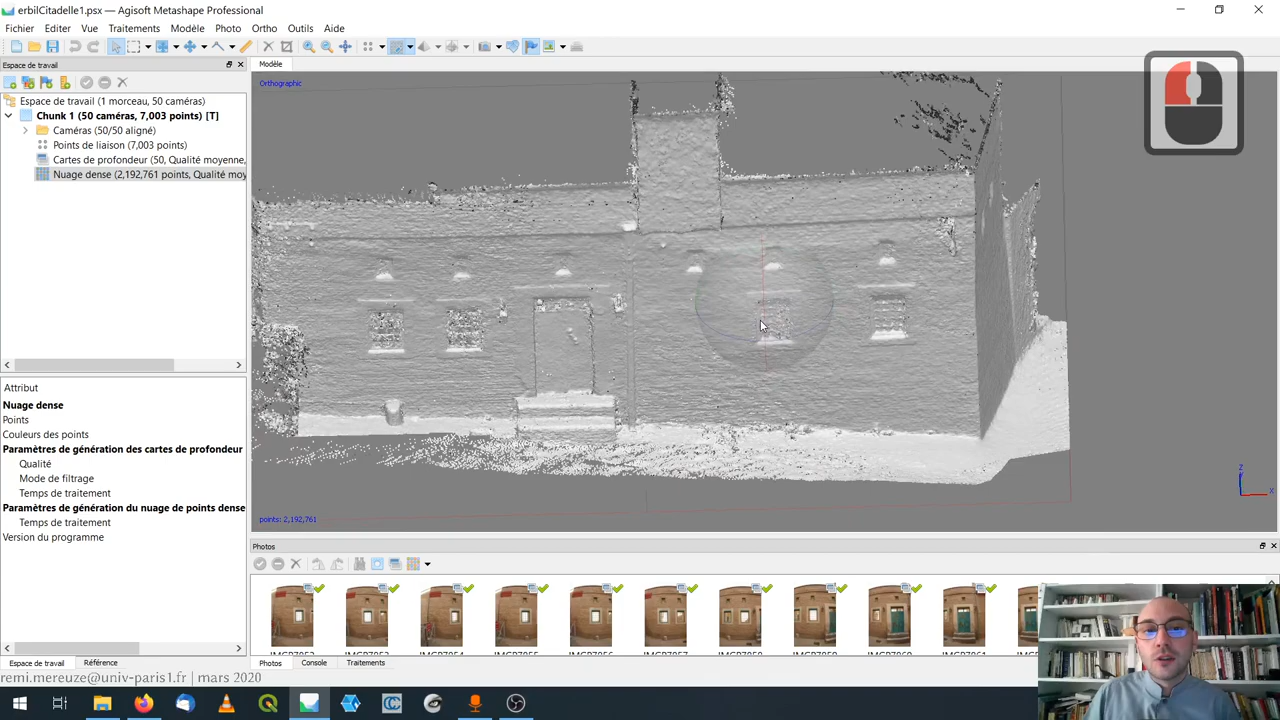 erbilCitadelle1.psx — Agisoft Metashape Professional
Fichier Editer Vue Traitements Modèle Photo Ortho Outils Aide
Espace de travail
Modèle
Orthographic
Espace de travail (1 morceau, 50 caméras)
Chunk 1 (50 caméras, 7,003 points) [T]
Caméras (50/50 aligné)
Points de liaison (7,003 points)
Cartes de profondeur (50, Qualité moyenne,
Nuage dense (2,192,761 points, Qualité moy
Attribut
Nuage dense
Points
Couleurs des points
Paramètres de génération des cartes de profondeur
Qualité
Mode de filtrage
Temps de traitement
Paramètres de génération du nuage de points dense
Temps de traitement
Version du programme
Z
X
points: 2,192,761
Photos
Espace de travail Référence
Photos Console Traitements
remi.mereuze@univ-paris1.fr | mars 2020